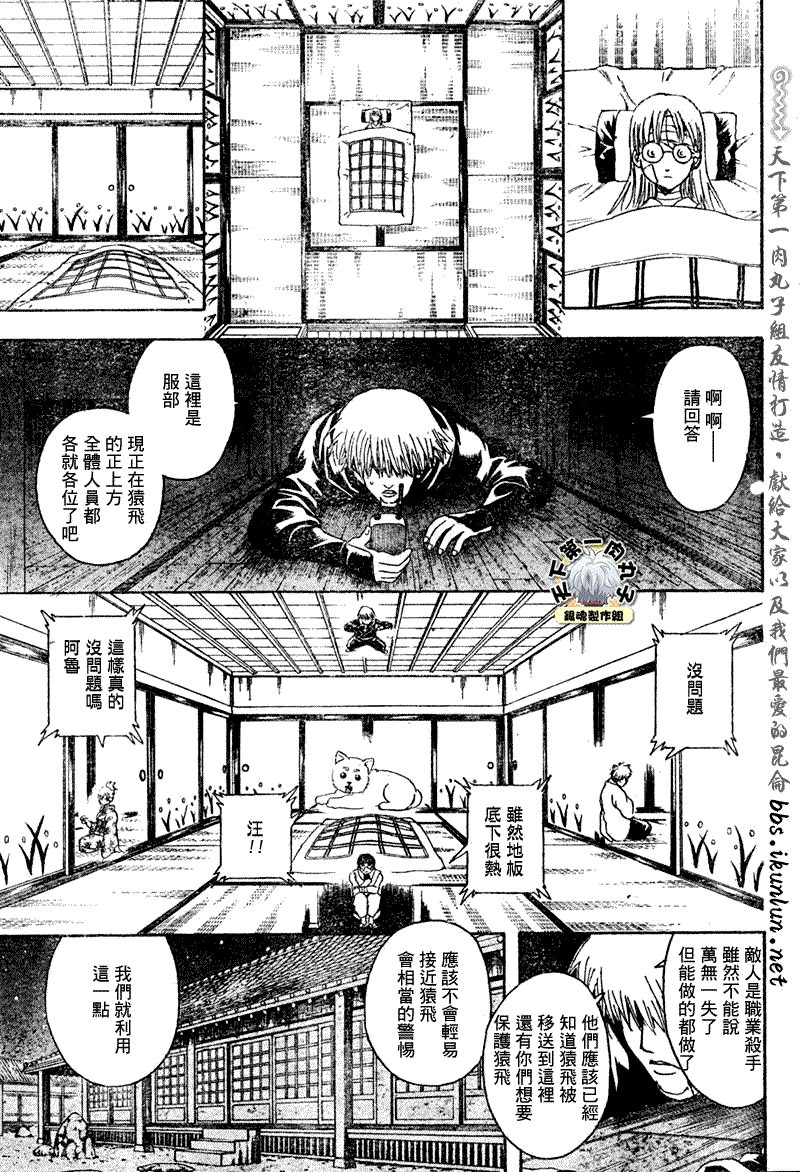 啊啊──
請回答
這裡是
服部
現正在猿飛
的正上方
全體人員都
各就各位了吧
天下第一肉丸子
銀魂製作組
沒問題
這樣真的
沒問題嗎
阿魯
雖然地板
底下很熱
汪!!
敵人是職業殺手
雖然不能說
萬無一失了
但能做的都做了
他們應該已經
知道猿飛被
移送到這裡
還有你們想要
保護猿飛
應該不會輕易
接近猿飛
會相當的警惕
我們就利用
這一點
天下第一肉丸子組友情打造，獻給大家以及我們最愛的昆侖 bbs.ikunlun.net